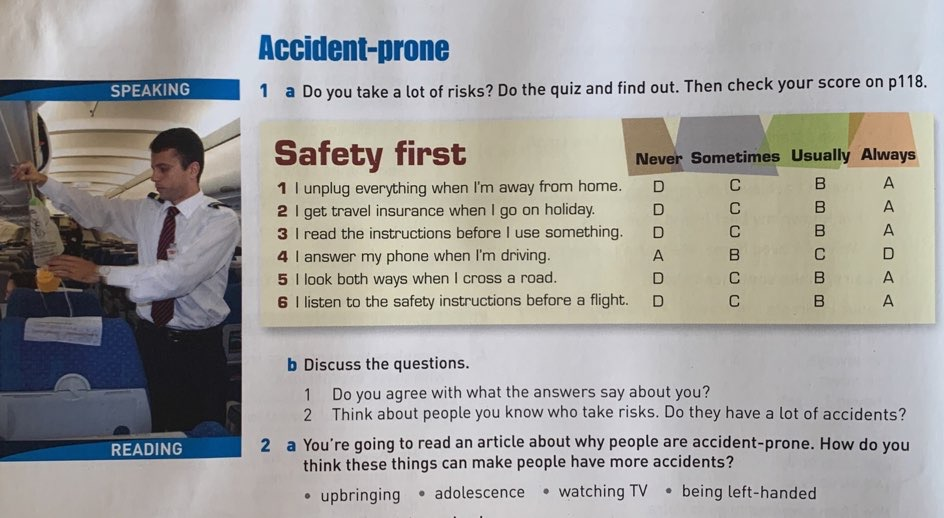 Accident-prone
SPEAKING
1 a Do you take a lot of risks? Do the quiz and find out. Then check your score on p118.
Safety first
Never Sometimes Usually Always
1 I unplug everything when I'm away from home. D C B A
2 I get travel insurance when I go on holiday. D C B A
3 I read the instructions before I use something. D C B A
4 I answer my phone when I'm driving. A B C D
5 I look both ways when I cross a road. D C B A
6 I listen to the safety instructions before a flight. D C B A
b Discuss the questions.
1 Do you agree with what the answers say about you?
2 Think about people you know who take risks. Do they have a lot of accidents?
READING
2 a You're going to read an article about why people are accident-prone. How do you
think these things can make people have more accidents?
• upbringing • adolescence • watching TV • being left-handed